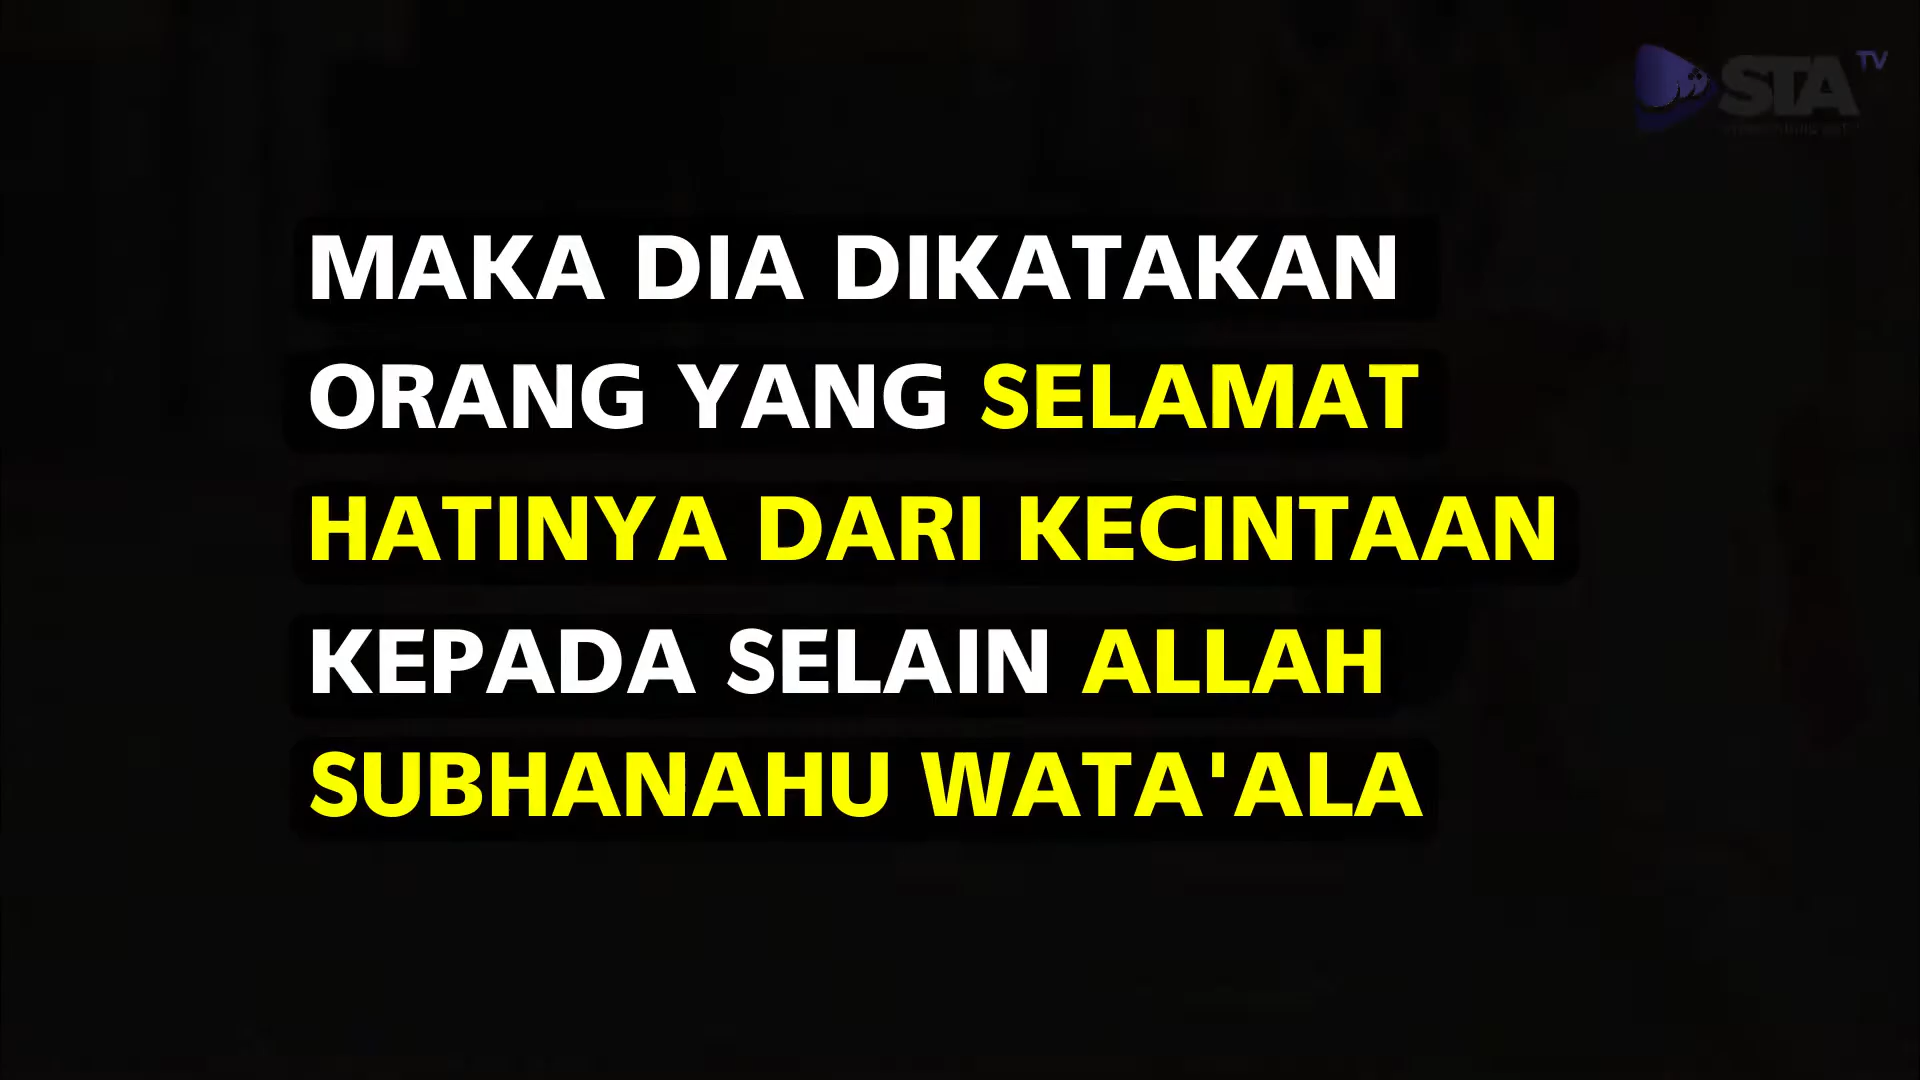 STA TV
MAKA DIA DIKATAKAN
ORANG YANG SELAMAT
HATINYA DARI KECINTAAN
KEPADA SELAIN ALLAH
SUBHANAHU WATA'ALA